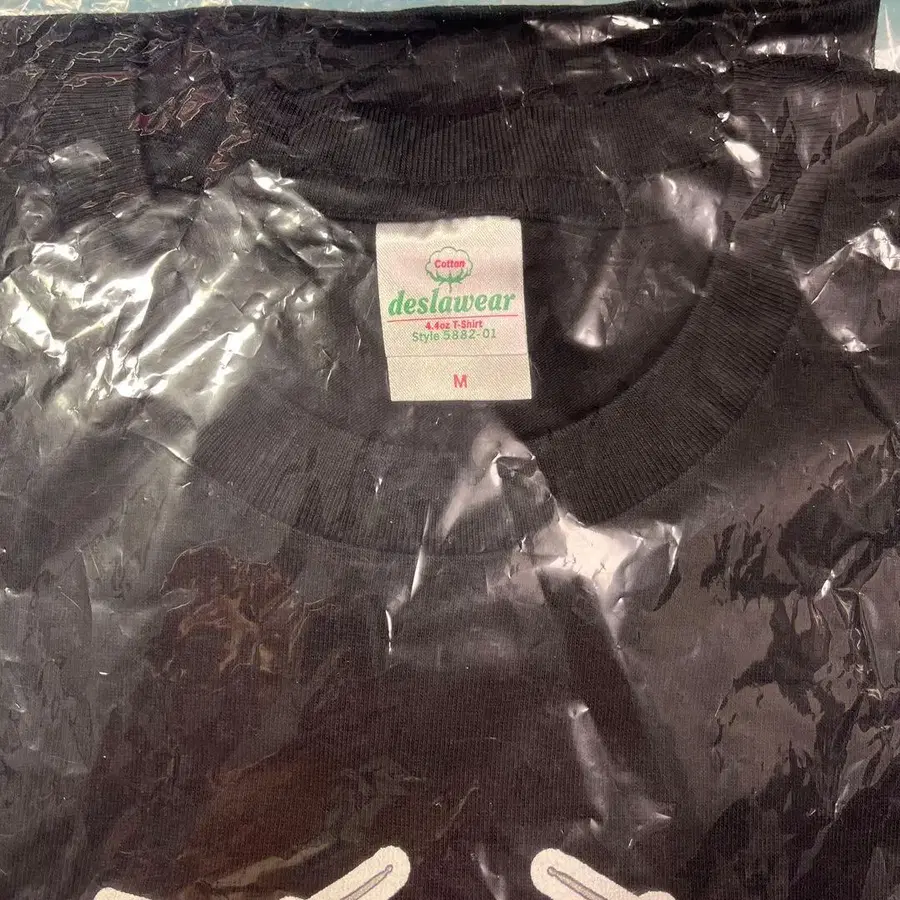 Cotton
deslawear
4.4oz T-Shirt
Style 5882-01
M